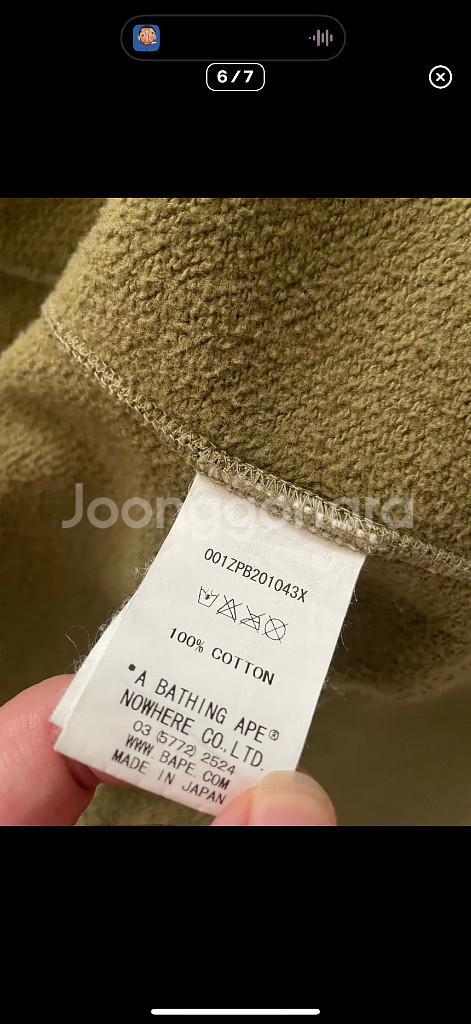 6/7
Joonggonara
001ZPB201043X
100% COTTON
*A BATHING APE®
NOWHERE CO., LTD.
03 (5772) 2524
WWW. BAPE. COM
MADE IN JAPAN